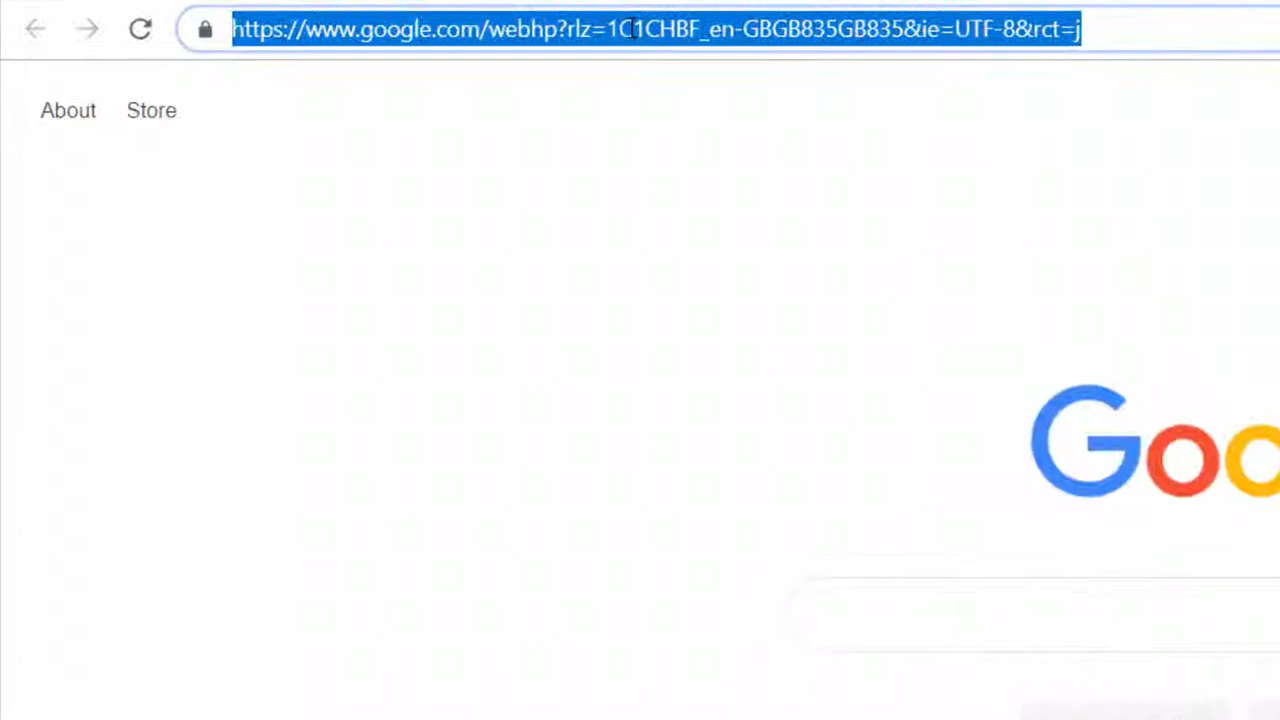 https://www.google.com/webhp?rlz=1C1CHBF_en-GBGB835GB835&ie=UTF-8&rct=j
About Store
Goo